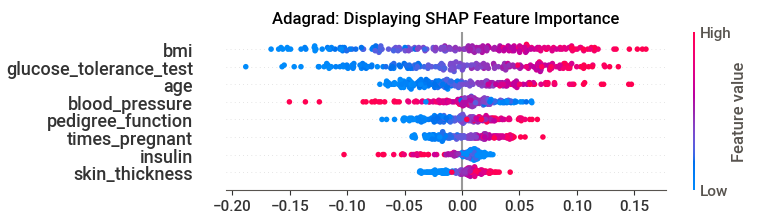 Adagrad: Displaying SHAP Feature Importance
High
bmi
glucose_tolerance_test
age
blood_pressure
pedigree_function
times_pregnant
insulin
skin_thickness
Feature value
Low
−0.20 −0.15 −0.10 −0.05 0.00 0.05 0.10 0.15